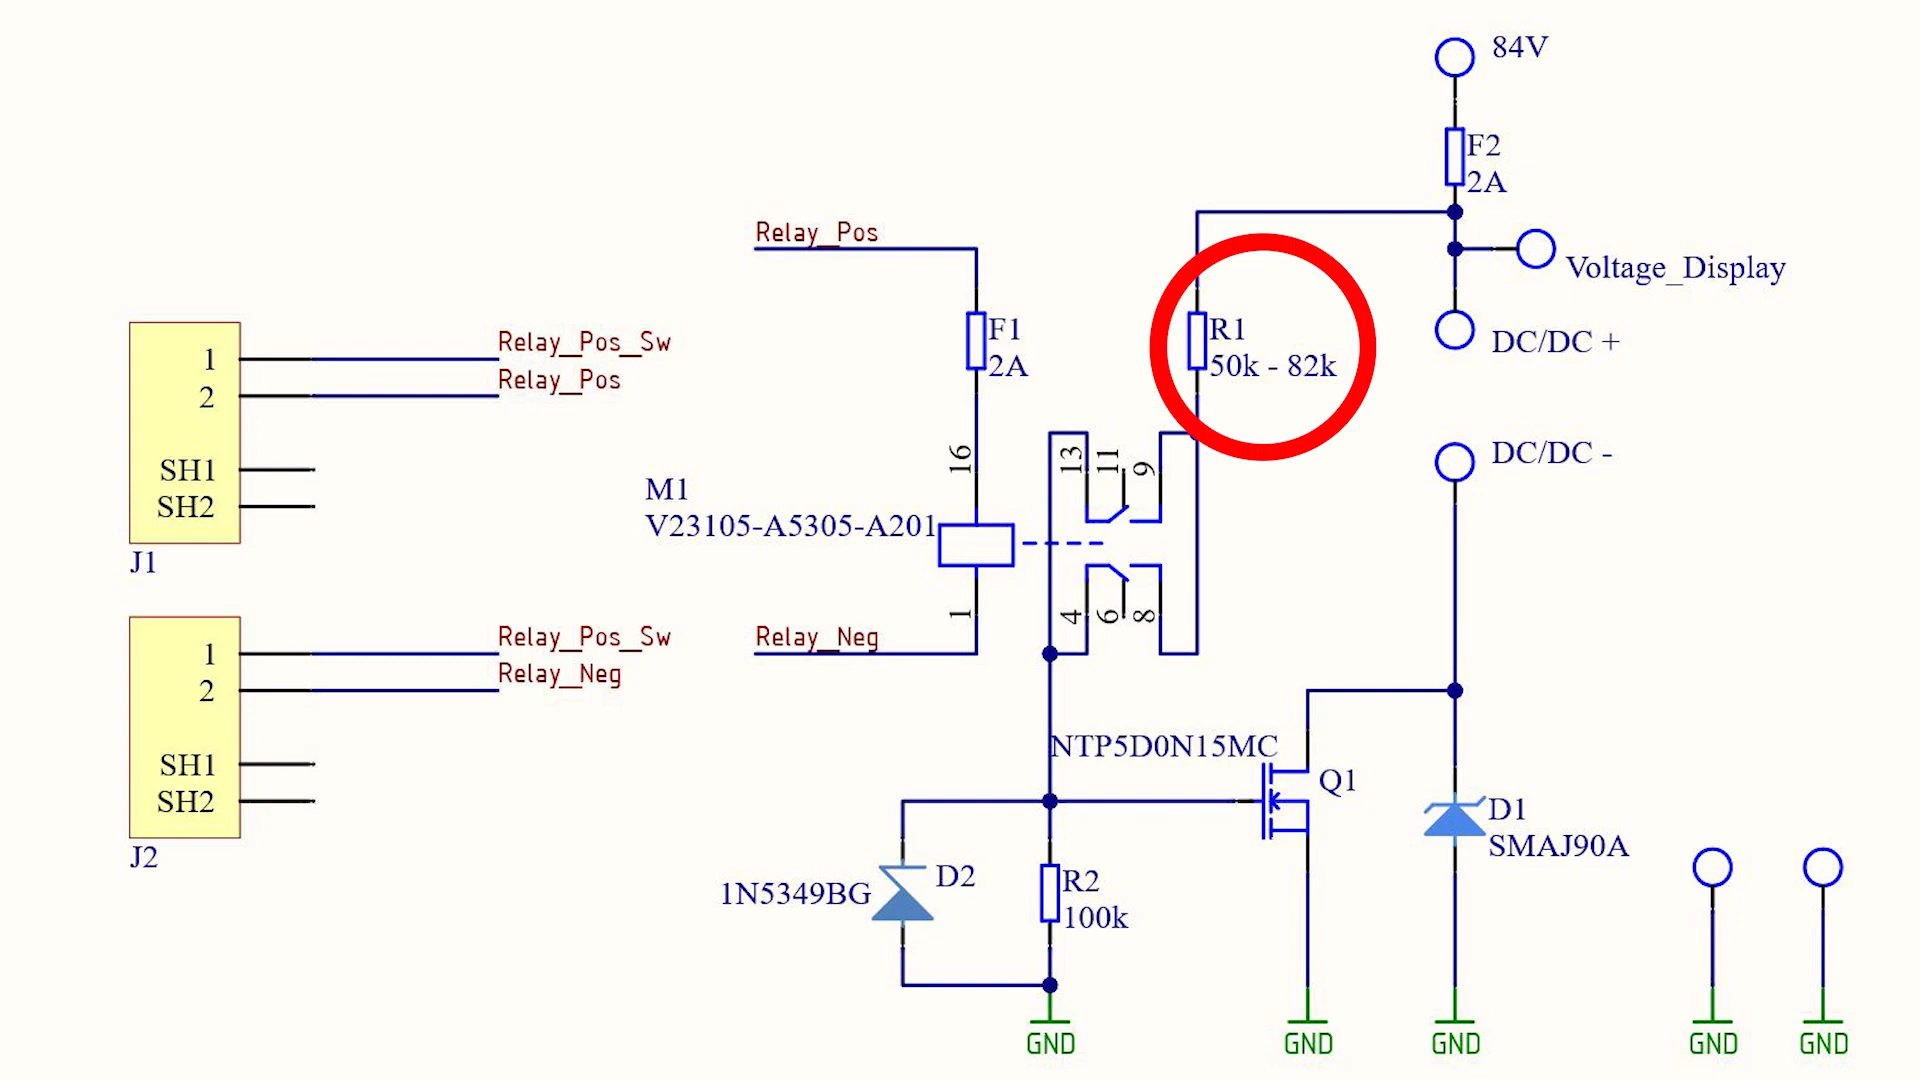 84V
F2
2A
Relay_Pos
Voltage_Display
Relay_Pos_Sw
Relay_Pos
1
2
SH1
SH2
J1
F1
2A
R1
50k - 82k
DC/DC +
DC/DC -
16
13
11
9
M1
V23105-A5305-A201
1
4
6
8
Relay_Pos_Sw
Relay_Neg
1
2
SH1
SH2
J2
Relay_Neg
NTP5D0N15MC
Q1
D1
SMAJ90A
1N5349BG
D2
R2
100k
GND
GND
GND
GND
GND